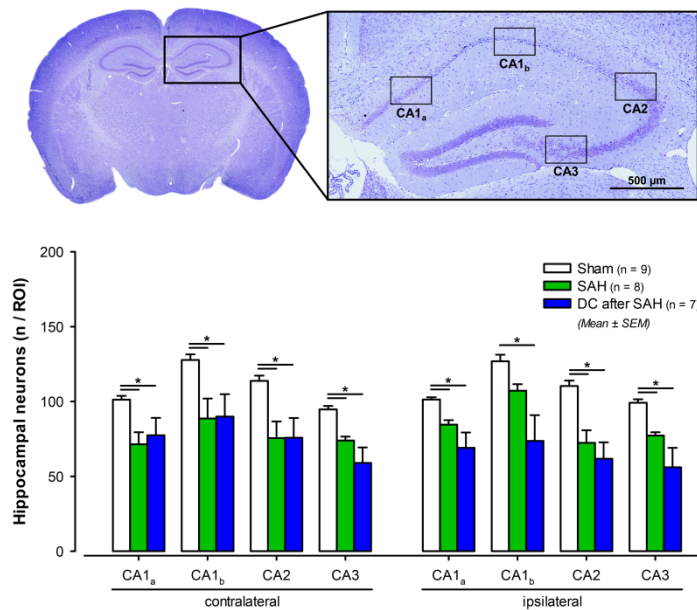 CA1b
CA1a
CA2
CA3
500 µm
Hippocampal neurons (n / ROI)
200
150
100
50
0
Sham (n = 9)
SAH (n = 8)
DC after SAH (n = 7)
(Mean ± SEM)
* * * * * * * *
CA1a CA1b CA2 CA3 CA1a CA1b CA2 CA3
contralateral ipsilateral